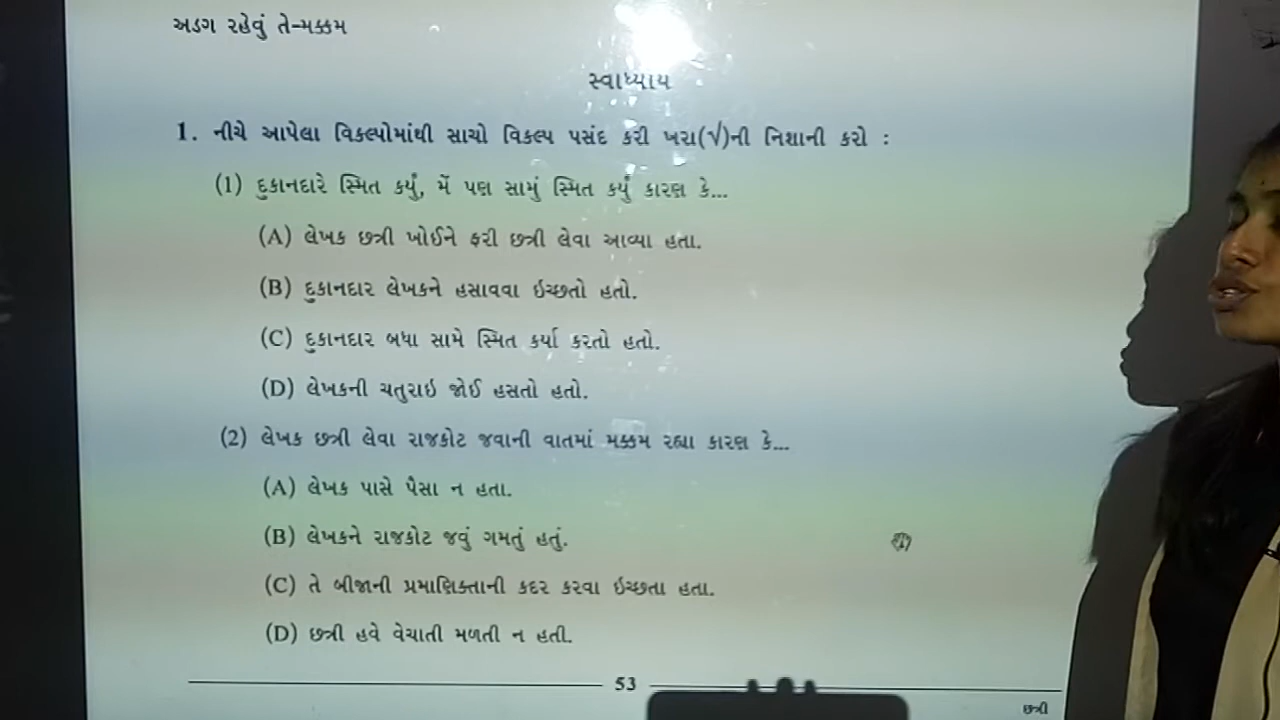 અડગ રહેવું તે-મક્કમ
સ્વાધ્યાય
1. નીચે આપેલા વિકલ્પોમાંથી સાચો વિકલ્પ પસંદ કરી ખરા(√)ની નિશાની કરો :
(1) દુકાનદારે સ્મિત કર્યું, મેં પણ સામું સ્મિત કર્યું કારણ કે...
(A) લેખક છત્રી ખોઈને ફરી છત્રી લેવા આવ્યા હતા.
(B) દુકાનદાર લેખકને હસાવવા ઇચ્છતો હતો.
(C) દુકાનદાર બધા સામે સ્મિત કર્યા કરતો હતો.
(D) લેખકની ચતુરાઇ જોઈ હસતો હતો.
(2) લેખક છત્રી લેવા રાજકોટ જવાની વાતમાં મક્કમ રહ્યા કારણ કે...
(A) લેખક પાસે પૈસા ન હતા.
(B) લેખકને રાજકોટ જવું ગમતું હતું.
(C) તે બીજાની પ્રમાણિક્તાની કદર કરવા ઇચ્છતા હતા.
(D) છત્રી હવે વેચાતી મળતી ન હતી.
53
છત્રી